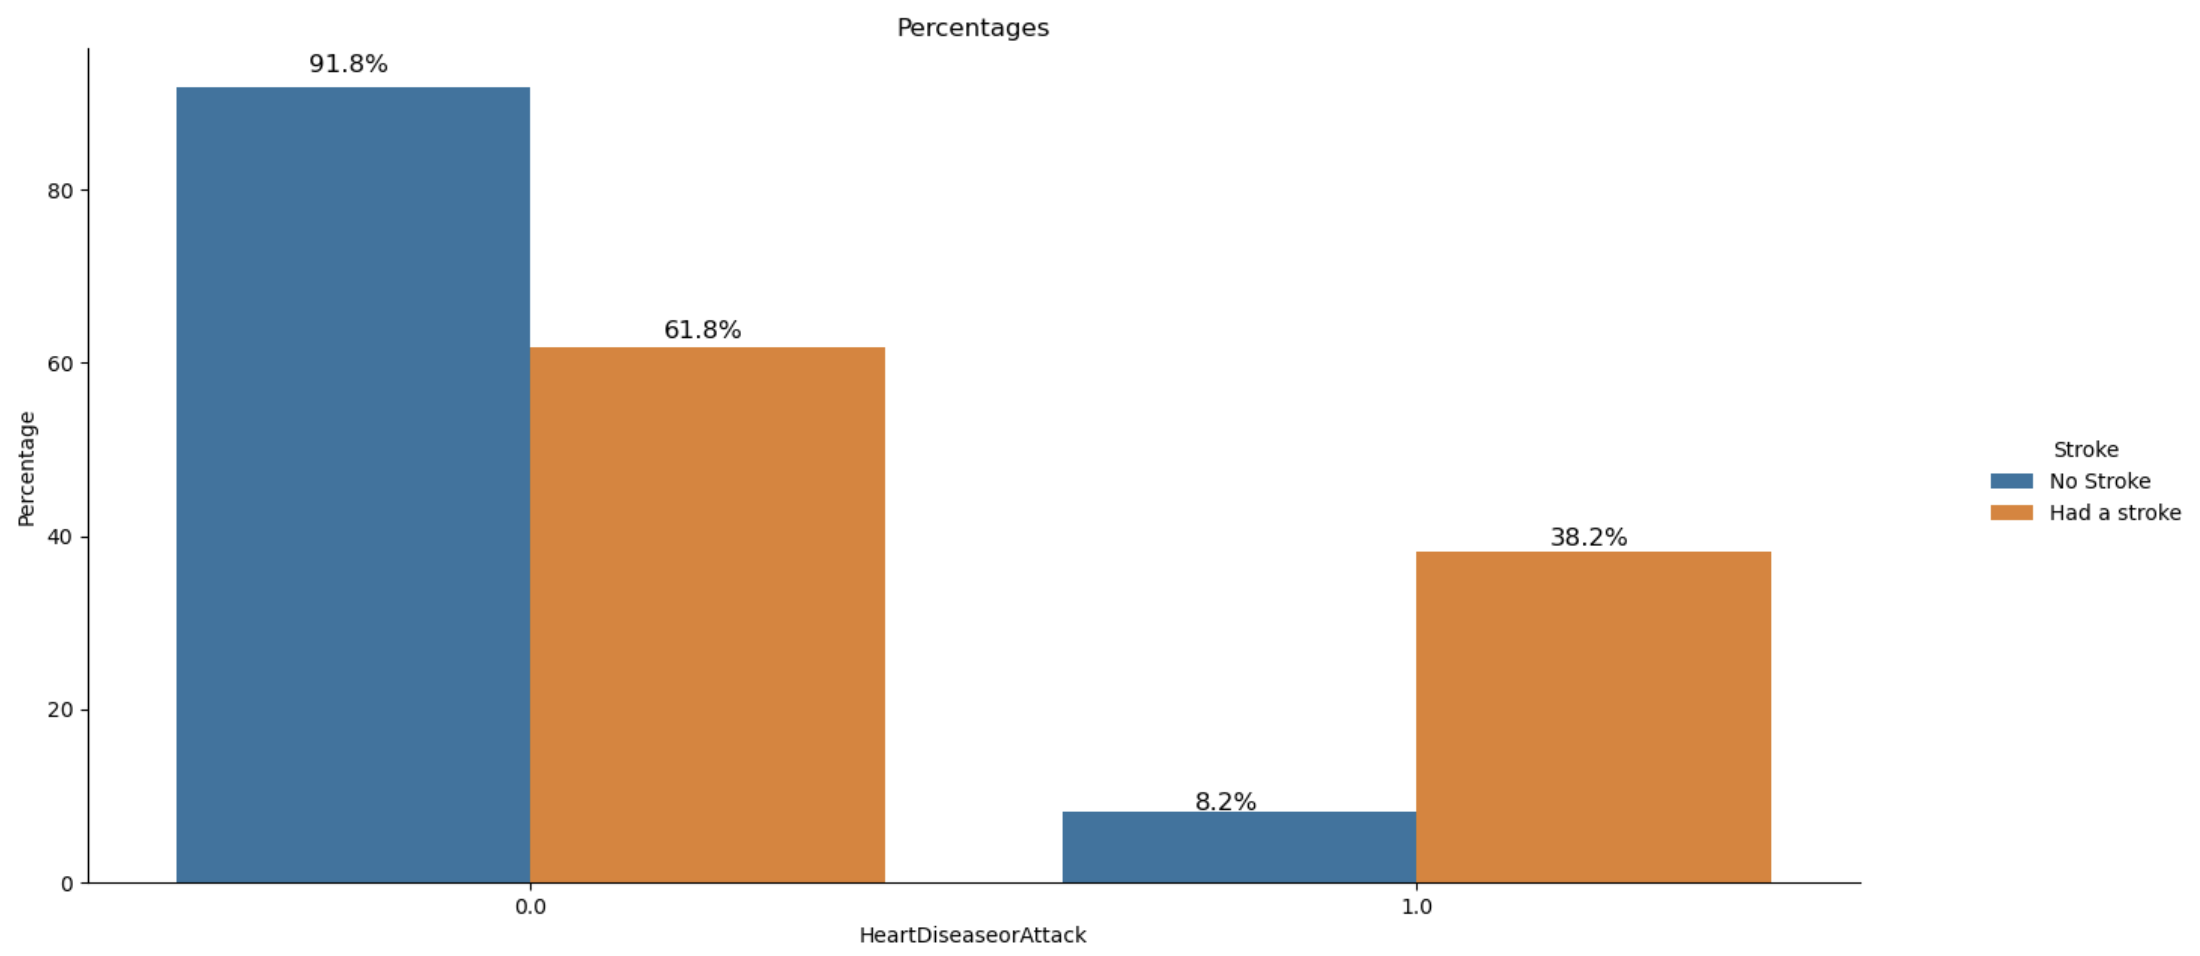 Percentages
91.8%
61.8%
38.2%
8.2%
80
60
40
20
0
Percentage
0.0
1.0
HeartDiseaseorAttack
Stroke
No Stroke
Had a stroke